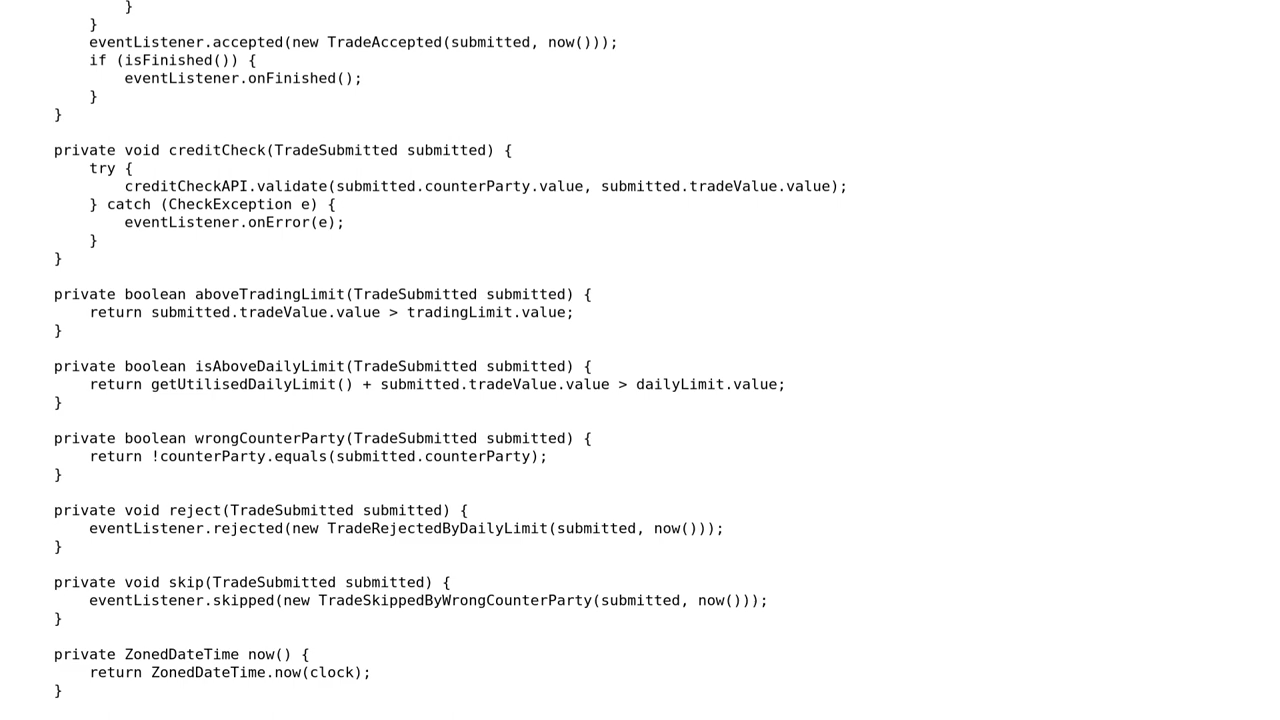 }
    }
    eventListener.accepted(new TradeAccepted(submitted, now()));
    if (isFinished()) {
        eventListener.onFinished();
    }
}

private void creditCheck(TradeSubmitted submitted) {
    try {
        creditCheckAPI.validate(submitted.counterParty.value, submitted.tradeValue.value);
    } catch (CheckException e) {
        eventListener.onError(e);
    }
}

private boolean aboveTradingLimit(TradeSubmitted submitted) {
    return submitted.tradeValue.value > tradingLimit.value;
}

private boolean isAboveDailyLimit(TradeSubmitted submitted) {
    return getUtilisedDailyLimit() + submitted.tradeValue.value > dailyLimit.value;
}

private boolean wrongCounterParty(TradeSubmitted submitted) {
    return !counterParty.equals(submitted.counterParty);
}

private void reject(TradeSubmitted submitted) {
    eventListener.rejected(new TradeRejectedByDailyLimit(submitted, now()));
}

private void skip(TradeSubmitted submitted) {
    eventListener.skipped(new TradeSkippedByWrongCounterParty(submitted, now()));
}

private ZonedDateTime now() {
    return ZonedDateTime.now(clock);
}